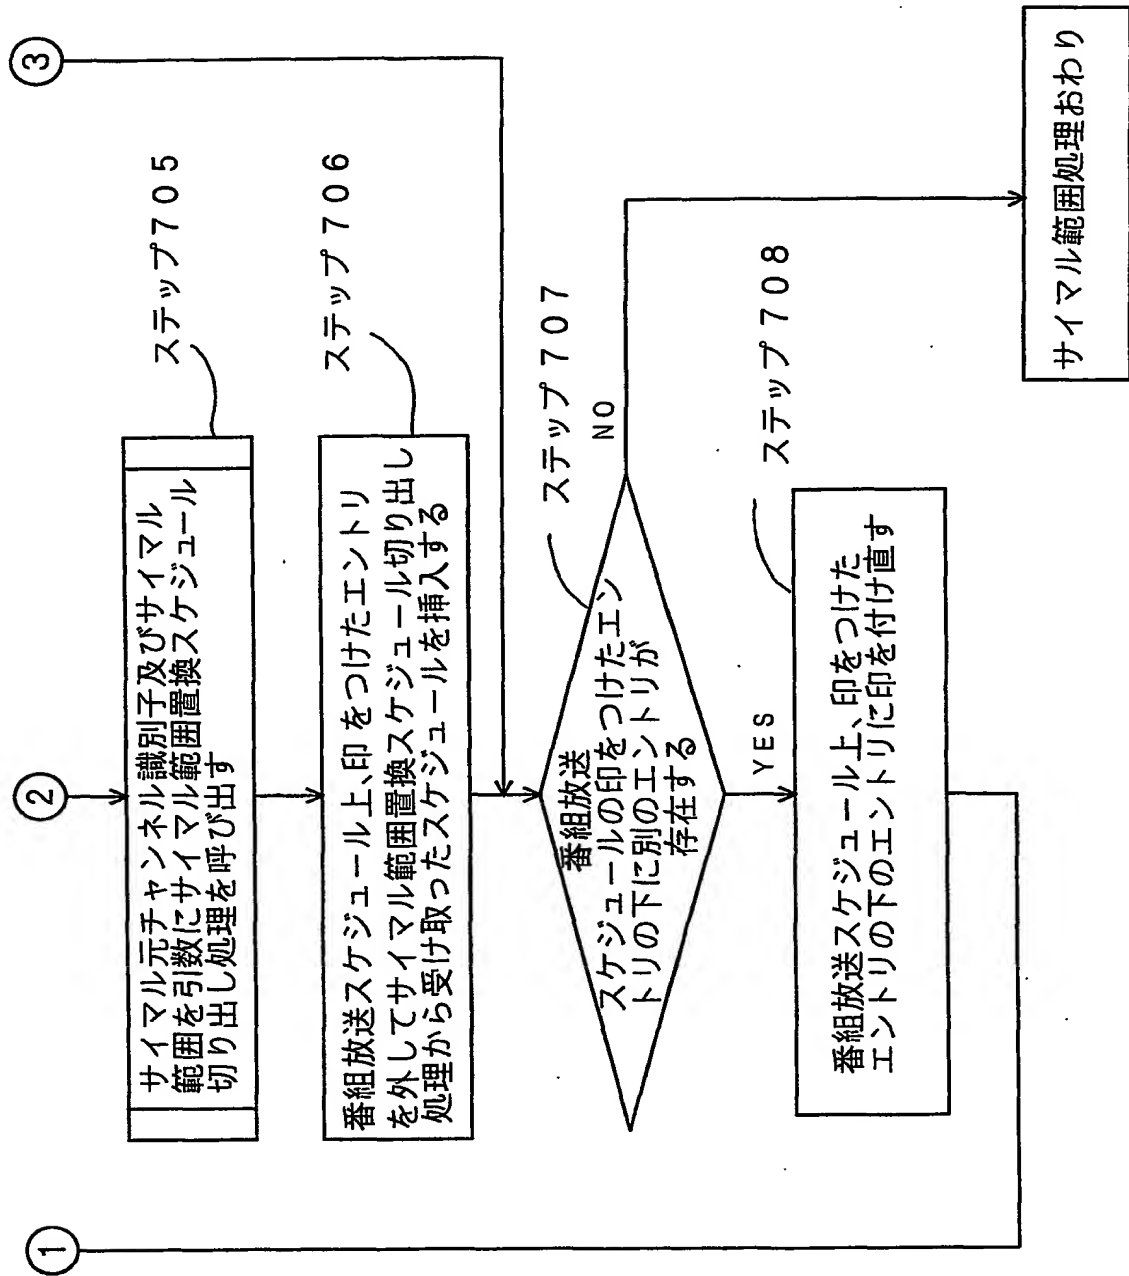 ①
②
③
サイマル元チャンネル識別子及びサイマル
範囲を引数にサイマル範囲置換スケジュール
切り出し処理を呼び出す
ステップ705
番組放送スケジュール上、印をつけたエントリ
を外してサイマル範囲置換スケジュール切り出し
処理から受け取ったスケジュールを挿入する
ステップ706
番組放送
スケジュールの印をつけたエン
トリの下に別のエントリが
存在する
ステップ707
NO
YES
番組放送スケジュール上、印をつけた
エントリの下のエントリに印を付け直す
ステップ708
サイマル範囲処理おわり